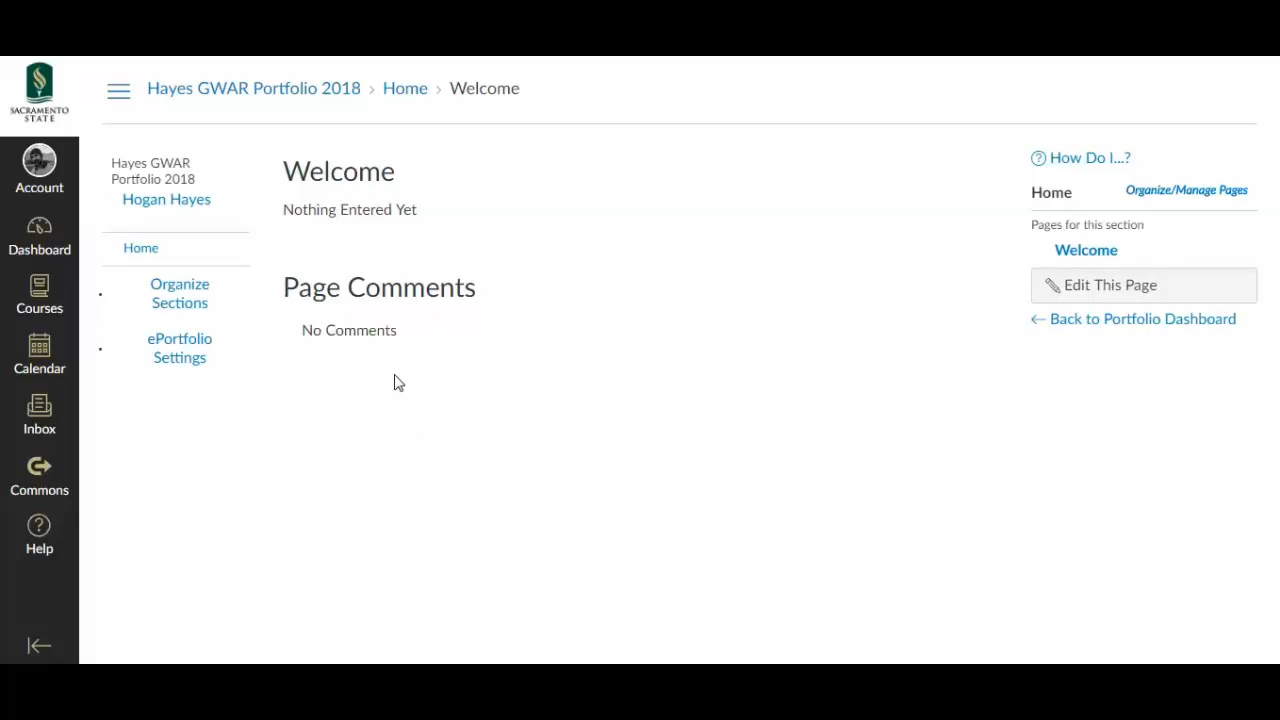 SACRAMENTO
STATE
Account
Dashboard
Courses
Calendar
Inbox
Commons
Help
Hayes GWAR Portfolio 2018 › Home › Welcome
Hayes GWAR
Portfolio 2018
Hogan Hayes
Home
Organize
Sections
ePortfolio
Settings
Welcome
Nothing Entered Yet
Page Comments
No Comments
How Do I...?
Home Organize/Manage Pages
Pages for this section
Welcome
Edit This Page
Back to Portfolio Dashboard